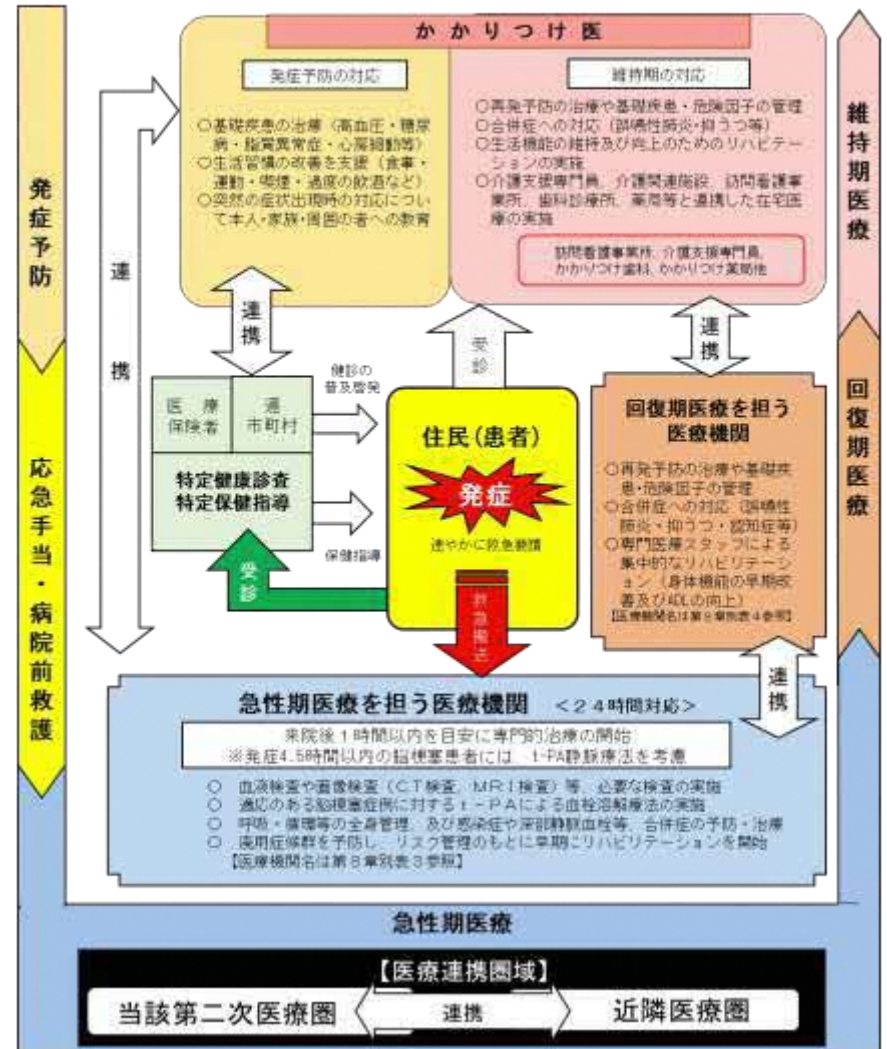 かかりつけ医
発症予防の対応
○基礎疾患の治療（高血圧・糖尿
病・脂質異常症・心房細動等）
○生活習慣の改善を支援（食事・
運動・喫煙・過度の飲酒など）
○突然の症状出現時の対応につい
て本人・家族・周囲の者への教育
維持期の対応
○再発予防の治療や基礎疾患・危険因子の管理
○合併症への対応（誤嚥性肺炎・抑うつ等）
○生活機能の維持及び向上のためのリハビテー
ションの実施
○介護支援専門員、介護関連施設、訪問看護事
業所、歯科診療所、薬局等と連携した在宅医
療の実施
訪問看護事業所、介護支援専門員、
かかりつけ歯科、かかりつけ薬局他
発症予防
応急手当・病院前救護
維持期医療
回復期医療
連携
連携
受診
連携
医療
保険者
市町村
特定健康診査
特定保健指導
健診の
普及啓発
保健指導
受診
住民(患者)
発症
速やかに救急要請
救急搬送
回復期医療を担う
医療機関
○再発予防の治療や基礎疾
患・危険因子の管理
○合併症への対応（誤嚥性
肺炎・抑うつ・認知症等）
○専門医療スタッフによる
集中的なリハビリテーシ
ョン（身体機能の早期改
善及びADLの向上）
【医療機関名は第８章別表４参照】
連携
急性期医療を担う医療機関 ＜２４時間対応＞
来院後１時間以内を目安に専門的治療の開始
※発症4.5時間以内の脳梗塞患者には、t-PA静脈療法を考慮
○ 血液検査や画像検査（ＣＴ検査、ＭＲＩ検査）等、必要な検査の実施
○ 適応のある脳梗塞症例に対するｔ－ＰＡによる血栓溶解療法の実施
○ 呼吸・循環等の全身管理、及び感染症や深部静脈血栓等、合併症の予防・治療
○ 廃用症候群を予防し、リスク管理のもとに早期にリハビリテーションを開始
【医療機関名は第８章別表３参照】
急性期医療
【医療連携圏域】
当該第二次医療圏
連携
近隣医療圏